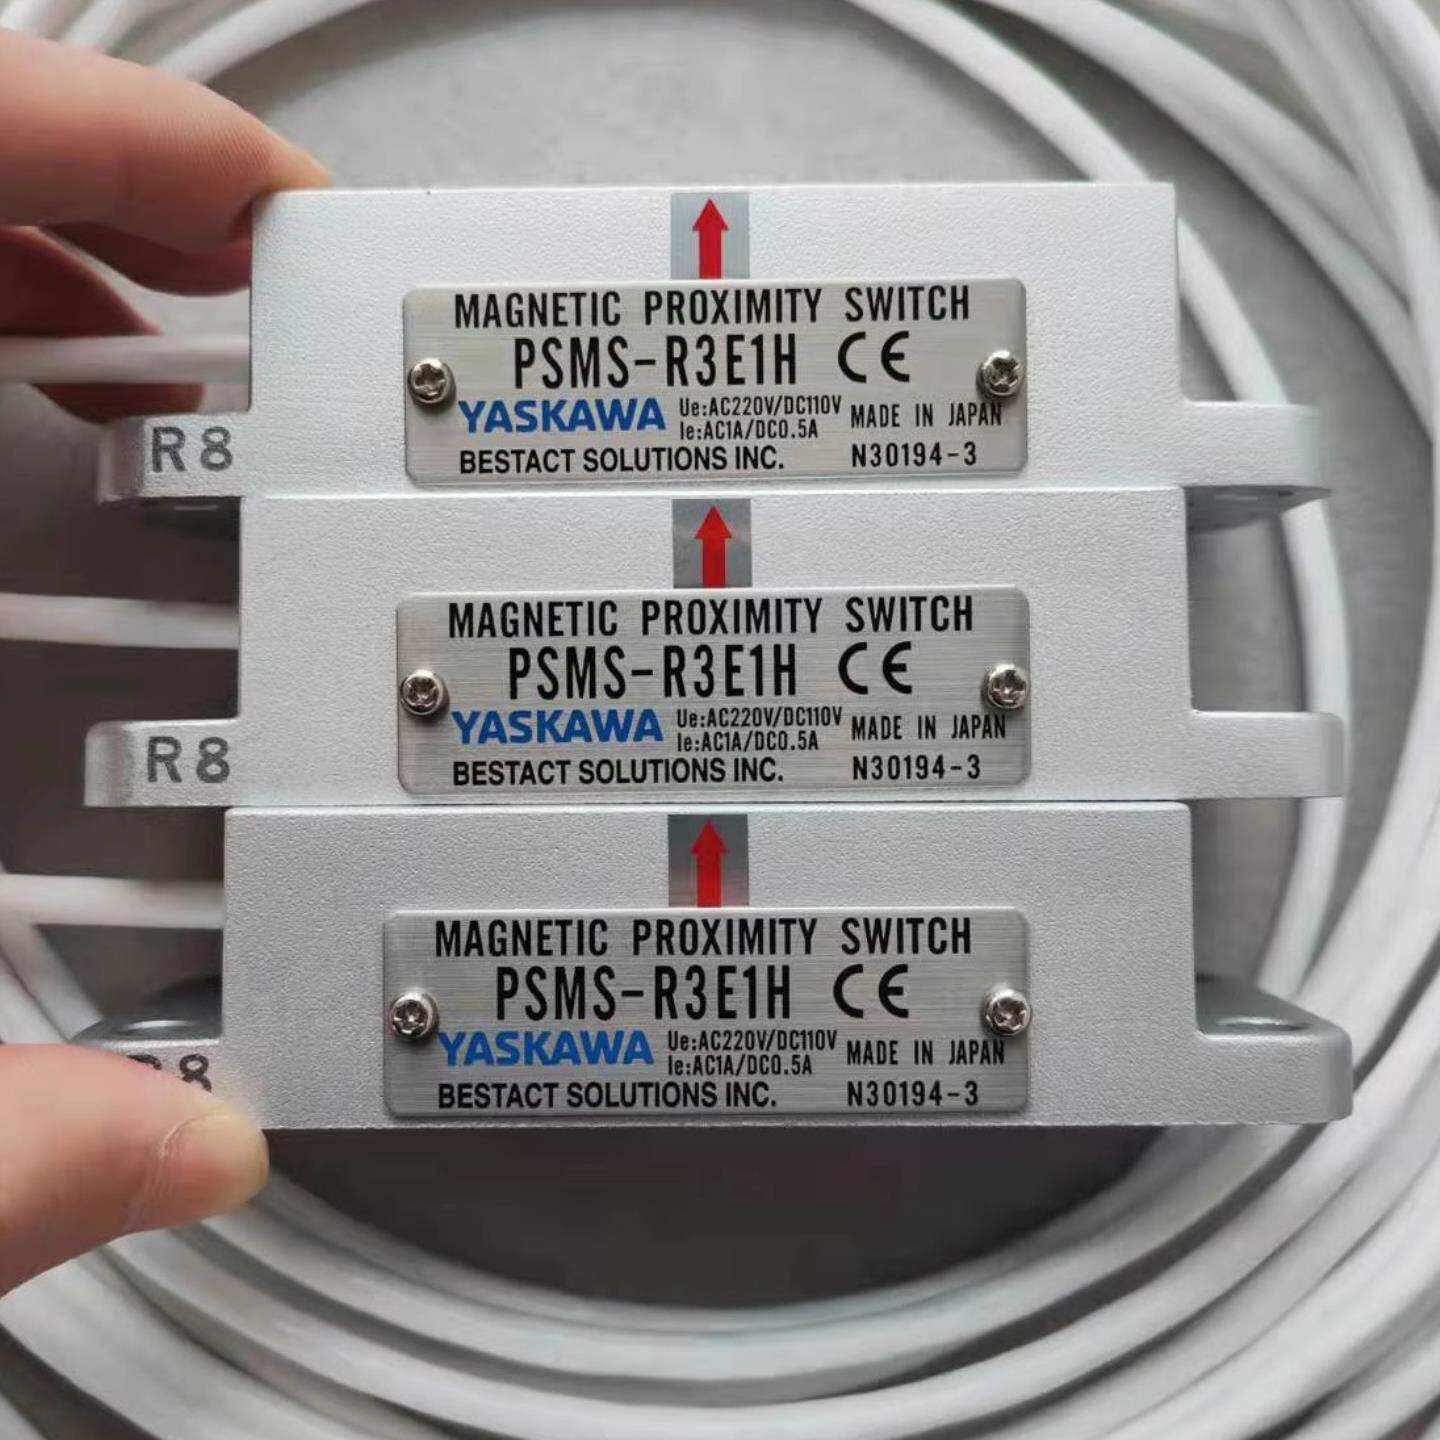 MAGNETIC PROXIMITY SWITCH
PSMS-R3E1H CE
YASKAWA Ue:AC220V/DC110V MADE IN JAPAN
Ie:AC1A/DC0.5A
BESTACT SOLUTIONS INC. N30194-3
R8
MAGNETIC PROXIMITY SWITCH
PSMS-R3E1H CE
YASKAWA Ue:AC220V/DC110V MADE IN JAPAN
Ie:AC1A/DC0.5A
BESTACT SOLUTIONS INC. N30194-3
R8
MAGNETIC PROXIMITY SWITCH
PSMS-R3E1H CE
YASKAWA Ue:AC220V/DC110V MADE IN JAPAN
Ie:AC1A/DC0.5A
BESTACT SOLUTIONS INC. N30194-3
R8